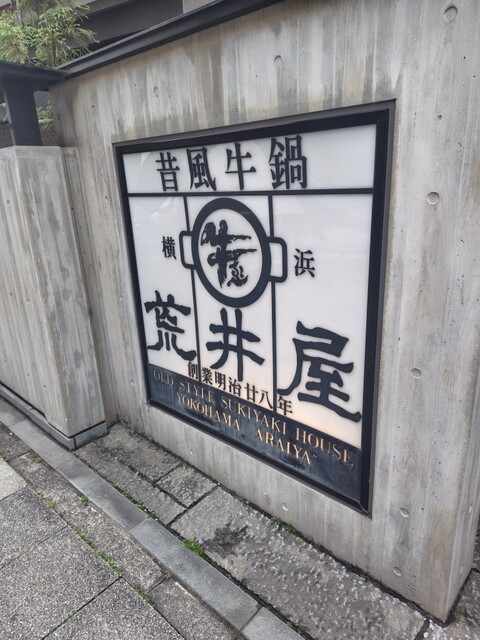 昔風牛鍋
横 浜
荒井屋
創業明治廿八年
OLD STYLE SUKIYAKI HOUSE
YOKOHAMA ARAIYA